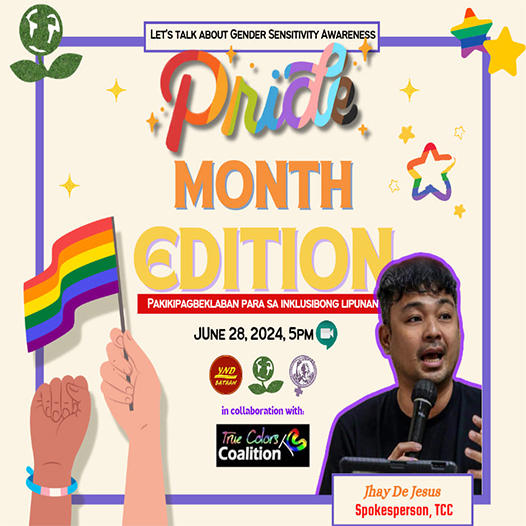 LET'S TALK ABOUT GENDER SENSITIVITY AWARENESS
Pride
MONTH
EDITION
PAKIKIPAGBEKLABAN PARA SA INKLUSIBONG LIPUNAN
JUNE 28, 2024, 5PM
YND
BATAAN
in collaboration with:
True Colors
Coalition
Jhay De Jesus
Spokesperson, TCC